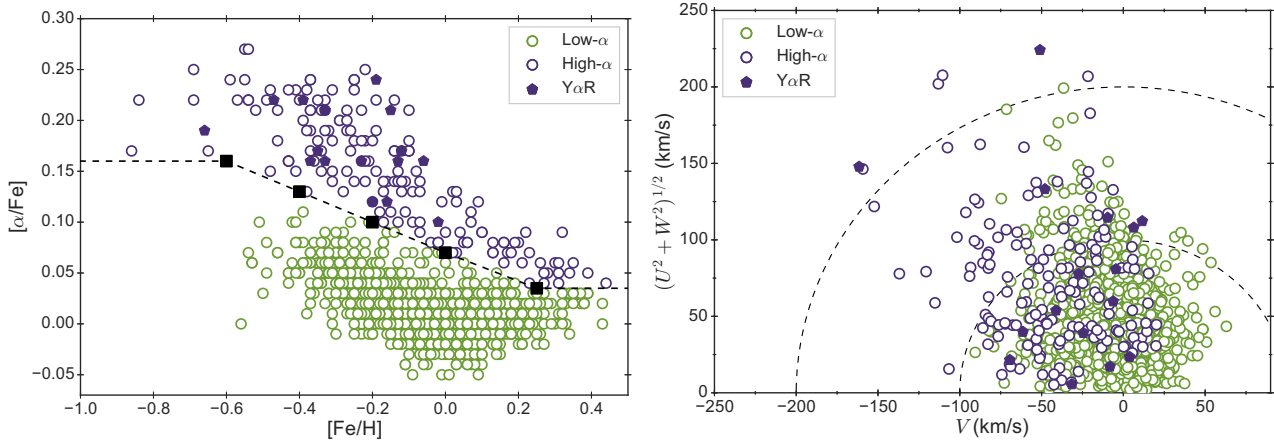 0.30
0.25
0.20
0.15
0.10
0.05
0.00
−0.05
[α/Fe]
−1.0 −0.8 −0.6 −0.4 −0.2 0.0 0.2 0.4
[Fe/H]
Low-α
High-α
YαR
250
200
150
100
50
0
(U² + W²)^{1/2} (km/s)
−250 −200 −150 −100 −50 0 50
V (km/s)
Low-α
High-α
YαR